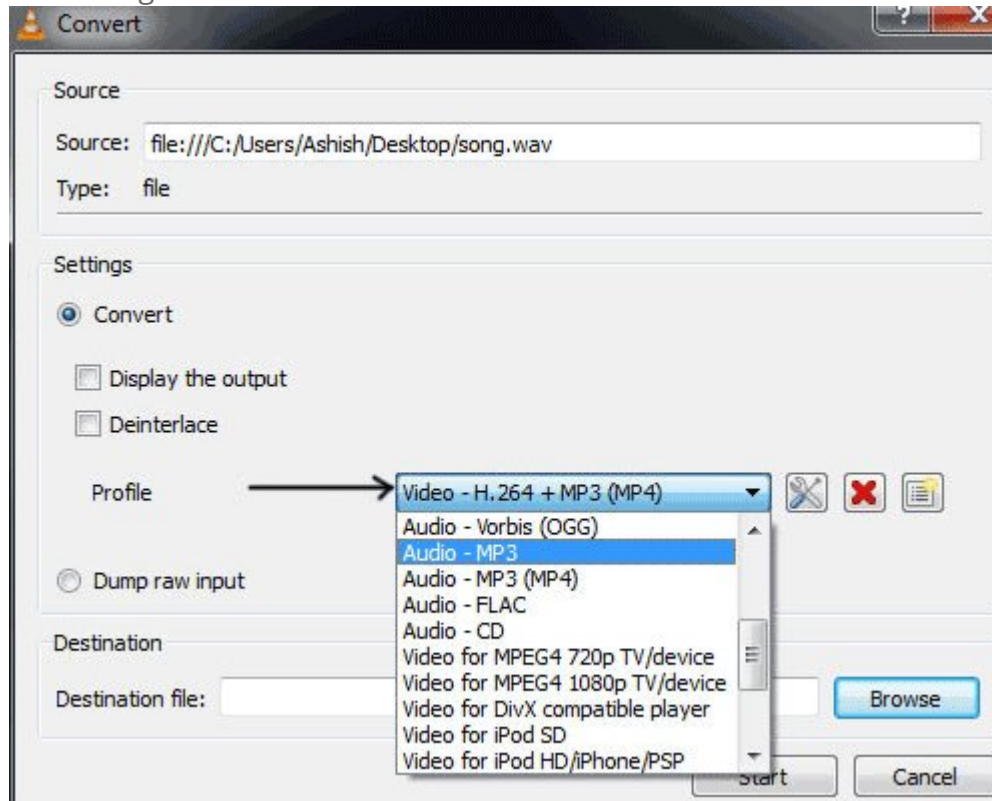 Convert
?
X
Source
Source: file:///C:/Users/Ashish/Desktop/song.wav
Type: file
Settings
Convert
Display the output
Deinterlace
Profile Video - H.264 + MP3 (MP4)
Audio - Vorbis (OGG)
Audio - MP3
Audio - MP3 (MP4)
Dump raw input
Audio - FLAC
Audio - CD
Destination
Video for MPEG4 720p TV/device
Video for MPEG4 1080p TV/device
Destination file:
Browse
Video for DivX compatible player
Video for iPod SD
Video for iPod HD/iPhone/PSP
Start
Cancel